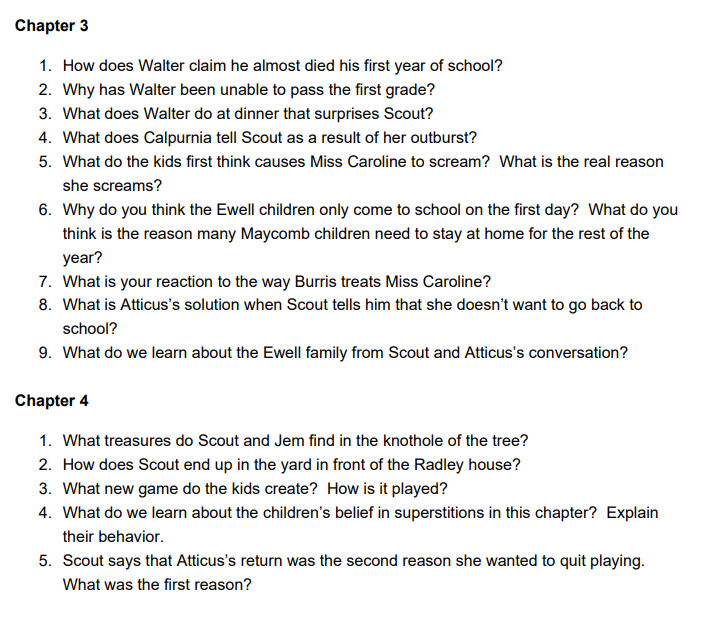 Chapter 3
1. How does Walter claim he almost died his first year of school?
2. Why has Walter been unable to pass the first grade?
3. What does Walter do at dinner that surprises Scout?
4. What does Calpurnia tell Scout as a result of her outburst?
5. What do the kids first think causes Miss Caroline to scream?  What is the real reason
she screams?
6. Why do you think the Ewell children only come to school on the first day?  What do you
think is the reason many Maycomb children need to stay at home for the rest of the
year?
7. What is your reaction to the way Burris treats Miss Caroline?
8. What is Atticus’s solution when Scout tells him that she doesn’t want to go back to
school?
9. What do we learn about the Ewell family from Scout and Atticus’s conversation?
Chapter 4
1. What treasures do Scout and Jem find in the knothole of the tree?
2. How does Scout end up in the yard in front of the Radley house?
3. What new game do the kids create?  How is it played?
4. What do we learn about the children’s belief in superstitions in this chapter?  Explain
their behavior.
5. Scout says that Atticus’s return was the second reason she wanted to quit playing.
What was the first reason?